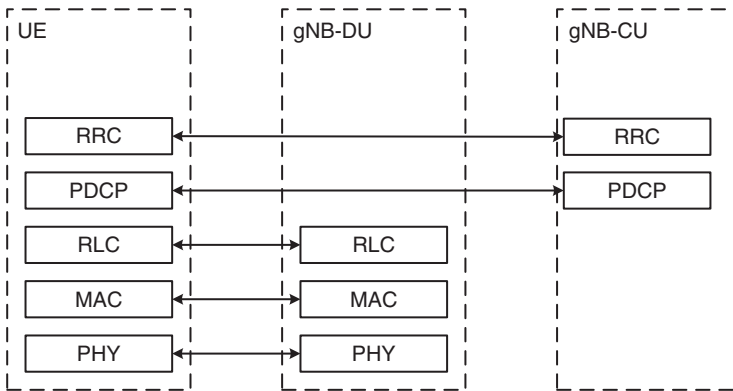 UE
gNB-DU
gNB-CU
RRC
RRC
PDCP
PDCP
RLC
RLC
MAC
MAC
PHY
PHY